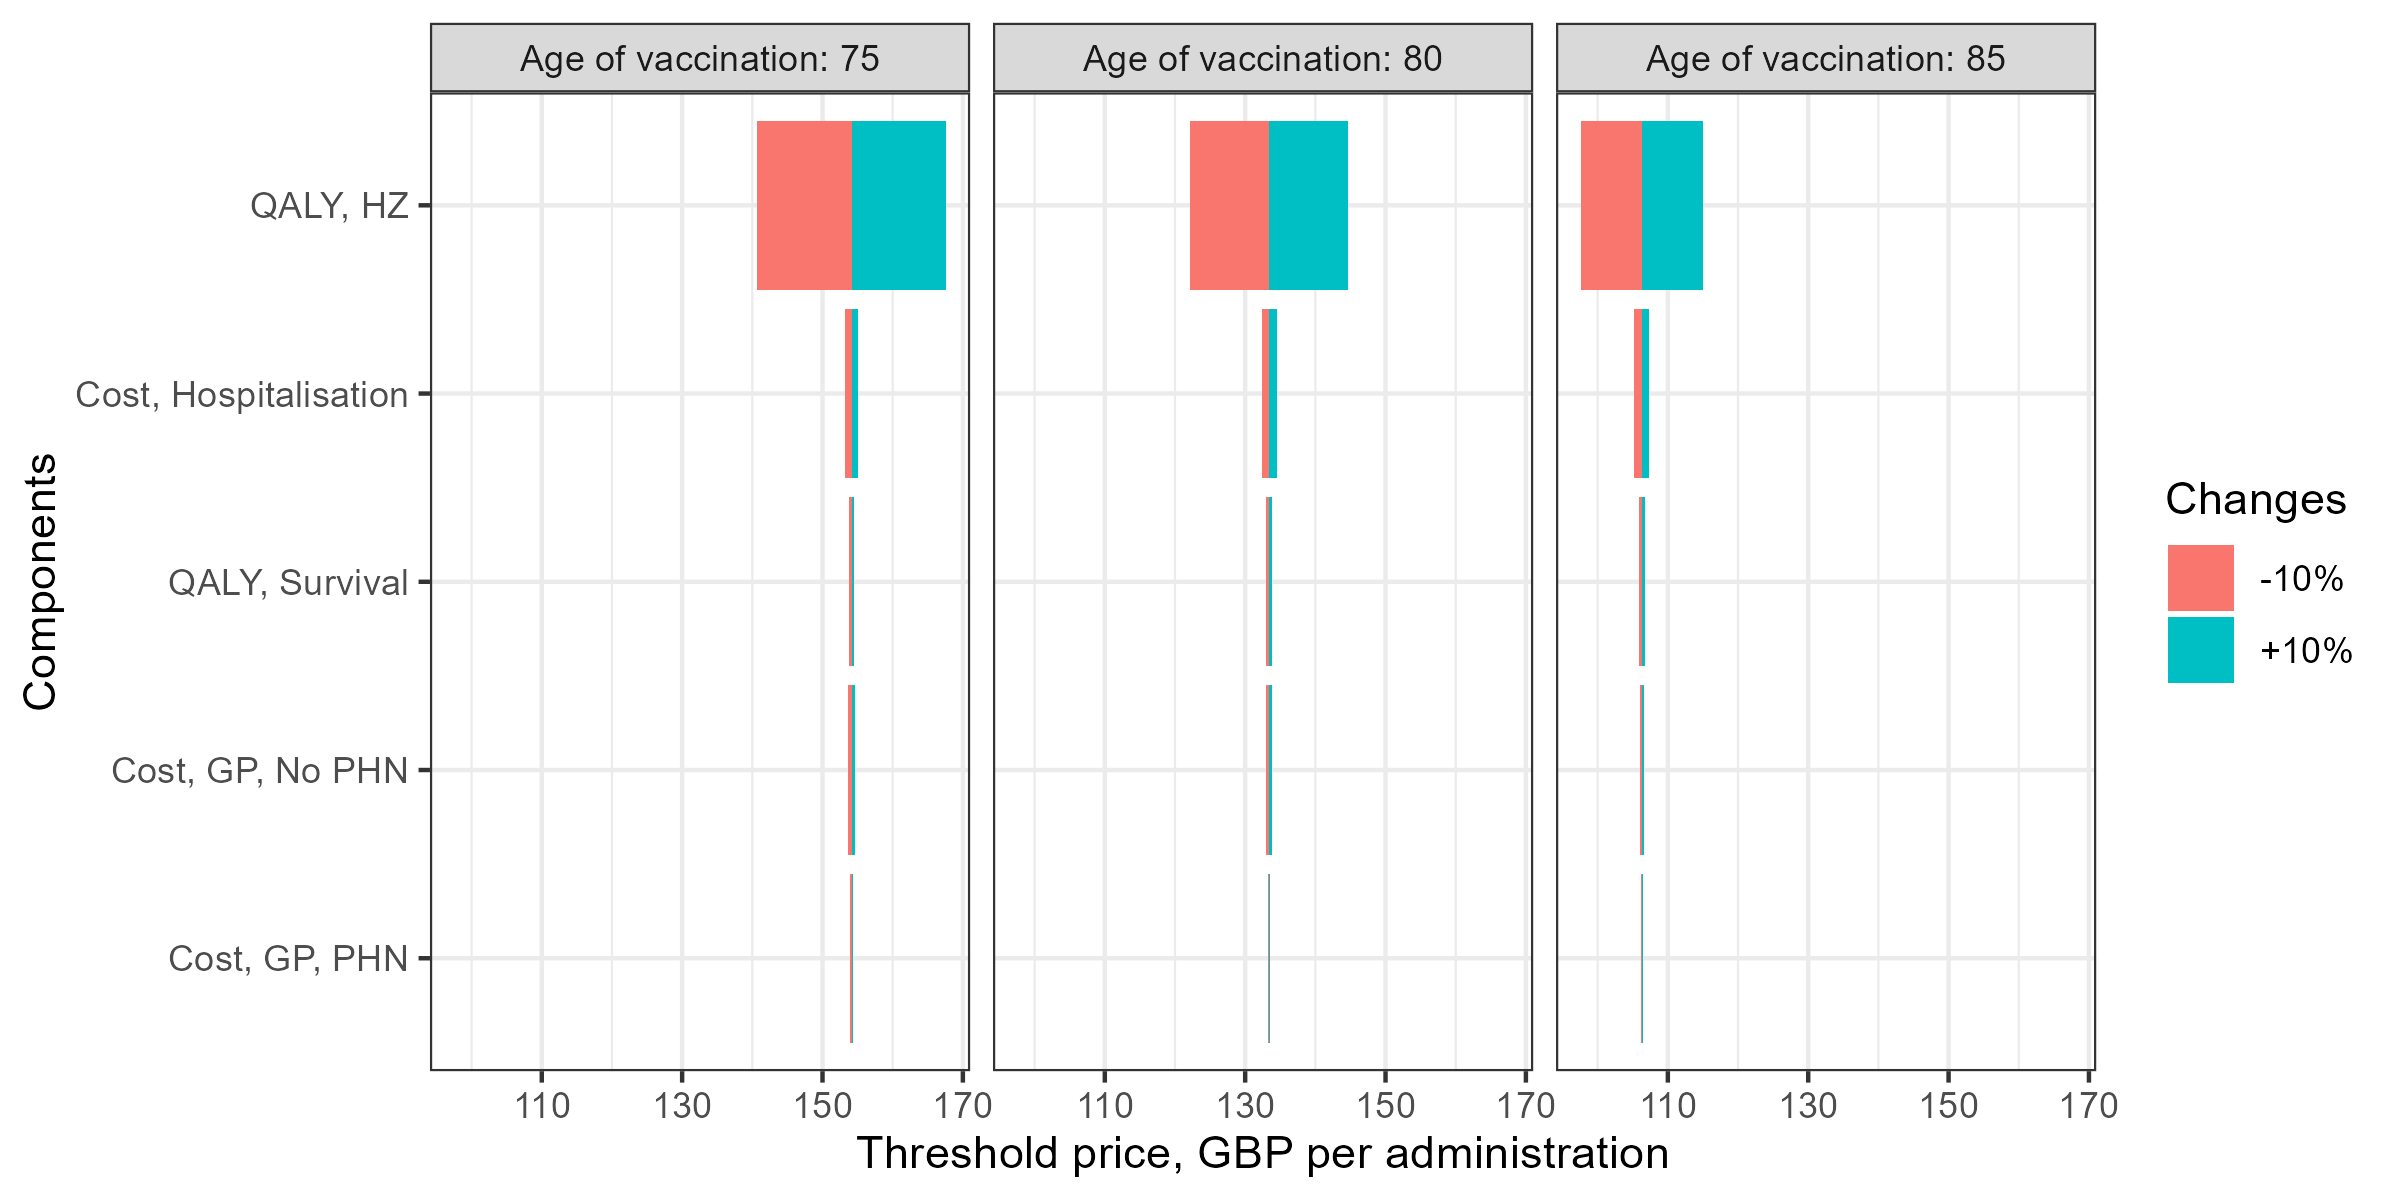 Age of vaccination: 75
Age of vaccination: 80
Age of vaccination: 85
Components
QALY, HZ
Cost, Hospitalisation
QALY, Survival
Cost, GP, No PHN
Cost, GP, PHN
110 130 150 170
110 130 150 170
110 130 150 170
Threshold price, GBP per administration
Changes
-10%
+10%